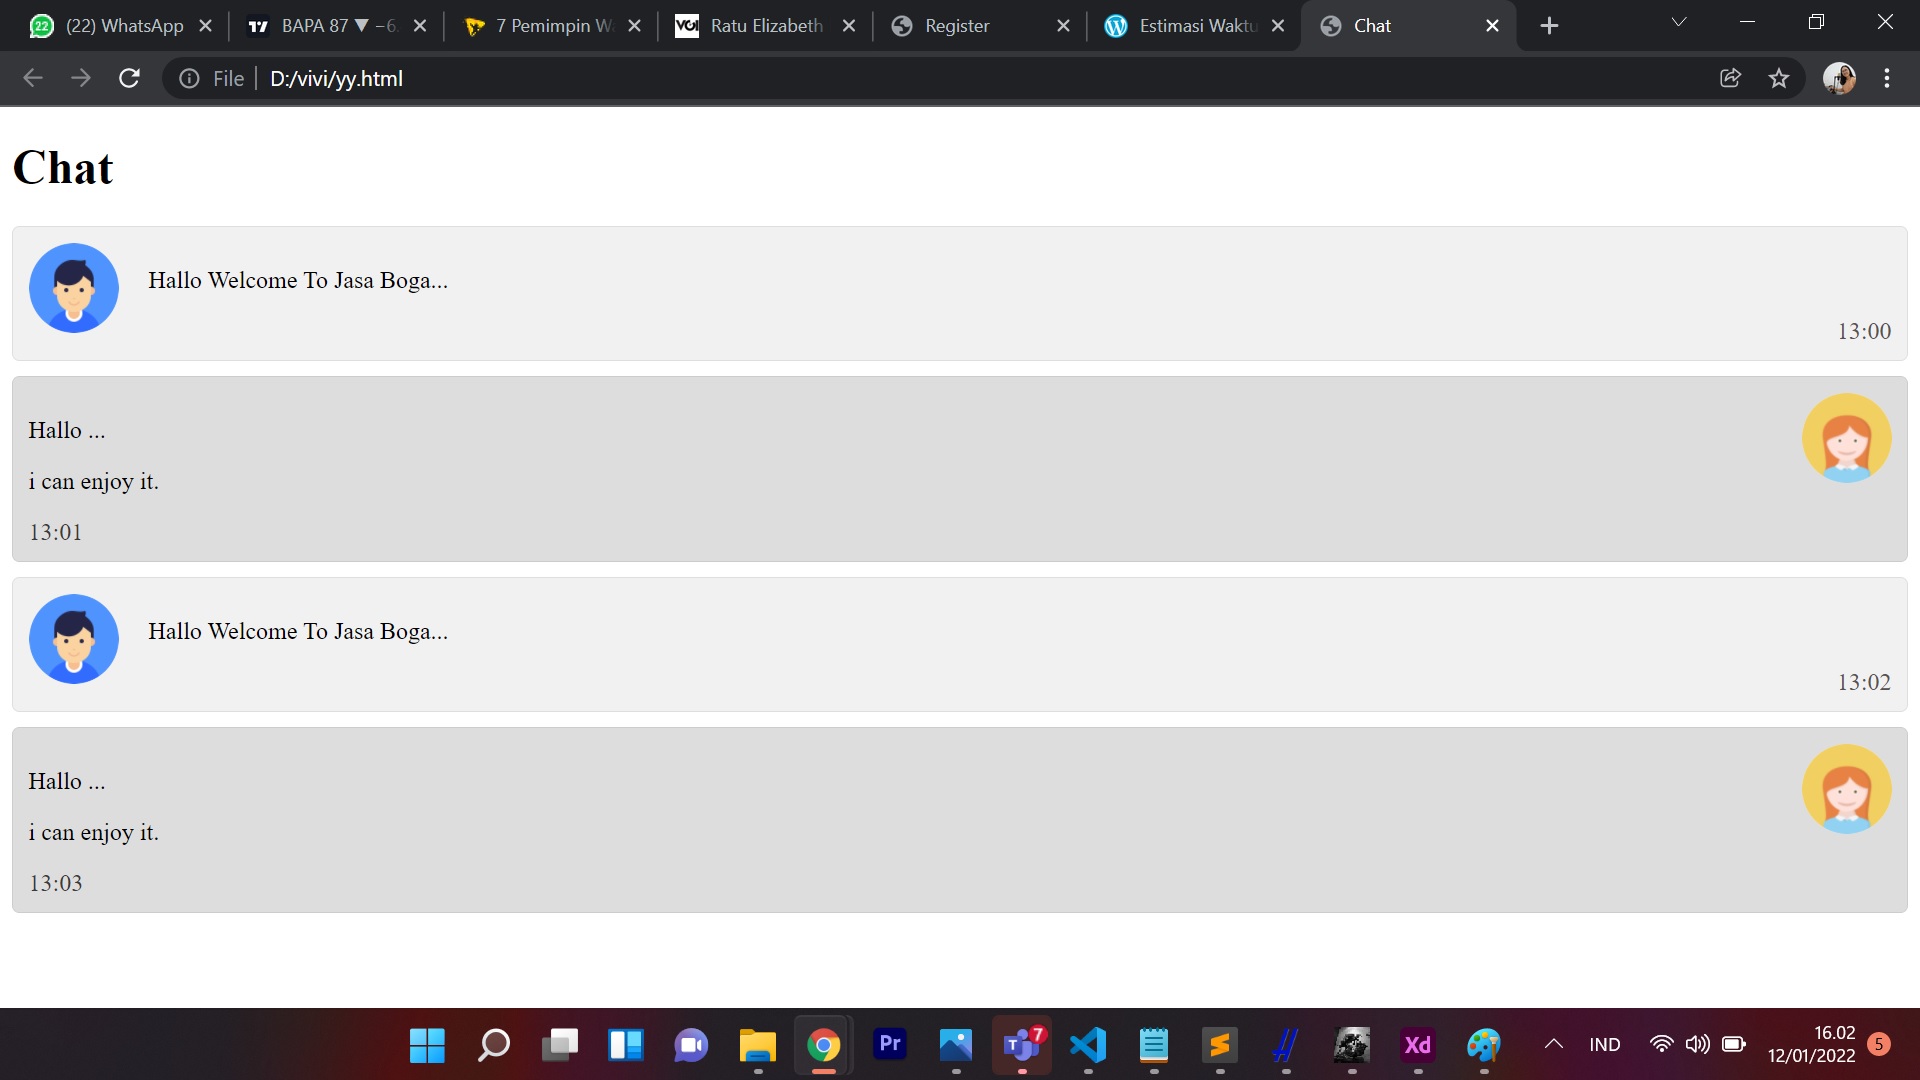 22 (22) WhatsApp BAPA 87 ▼ −6. 7 Pemimpin W VOI Ratu Elizabeth Register Estimasi Waktu Chat
File D:/vivi/yy.html
Chat
Hallo Welcome To Jasa Boga...
13:00
Hallo ...
i can enjoy it.
13:01
Hallo Welcome To Jasa Boga...
13:02
Hallo ...
i can enjoy it.
13:03
Pr T 7 Xd IND 16.02 5
12/01/2022